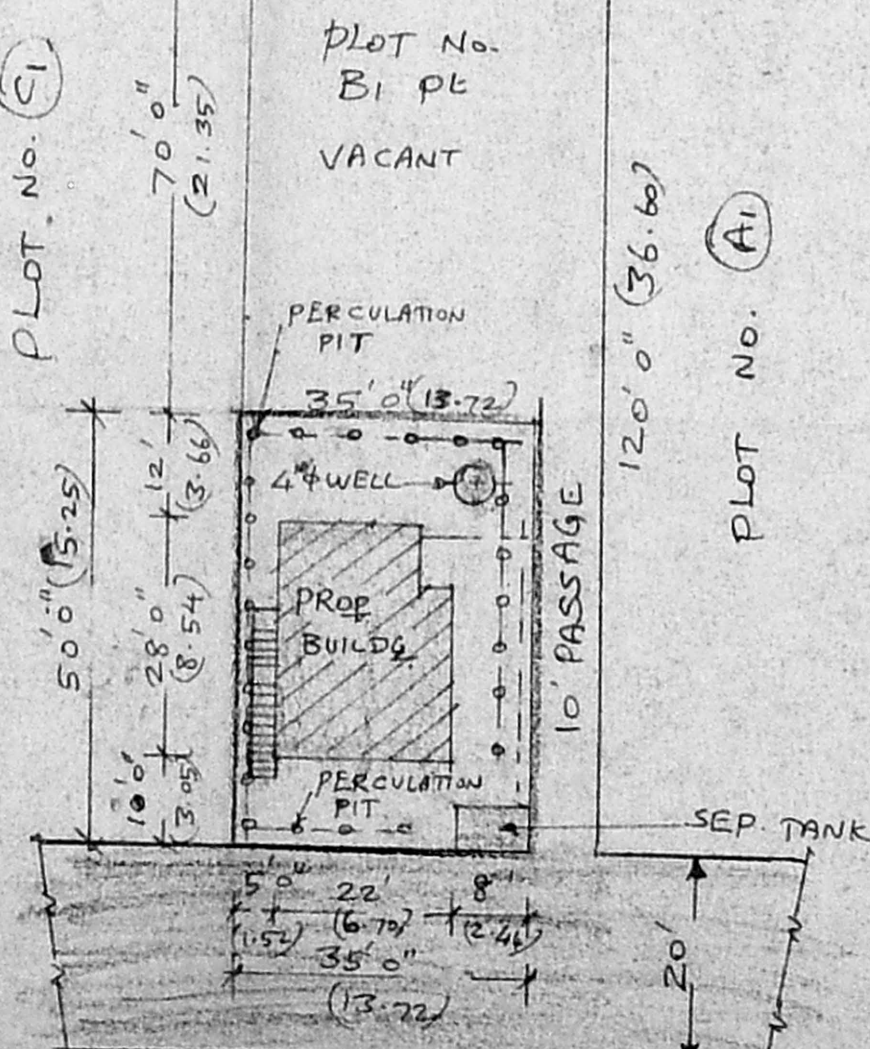 PLOT No.
B1 Pt
VACANT
PLOT. No. C1
70'0"
(21.35)
120'0" (36.60)
PLOT No. A1
PERCULATION
PIT
35'0" (13.72)
12'
(3.66)
4"φ WELL
50'0" (15.25)
28'0"
(8.54)
PROP
BUILDG.
10' PASSAGE
10'0"
(3.05)
PERCULATION
PIT
SEP. TANK
5'0" 22' 8'
(1.52) (6.70) (2.44)
35'0"
(13.72)
20'